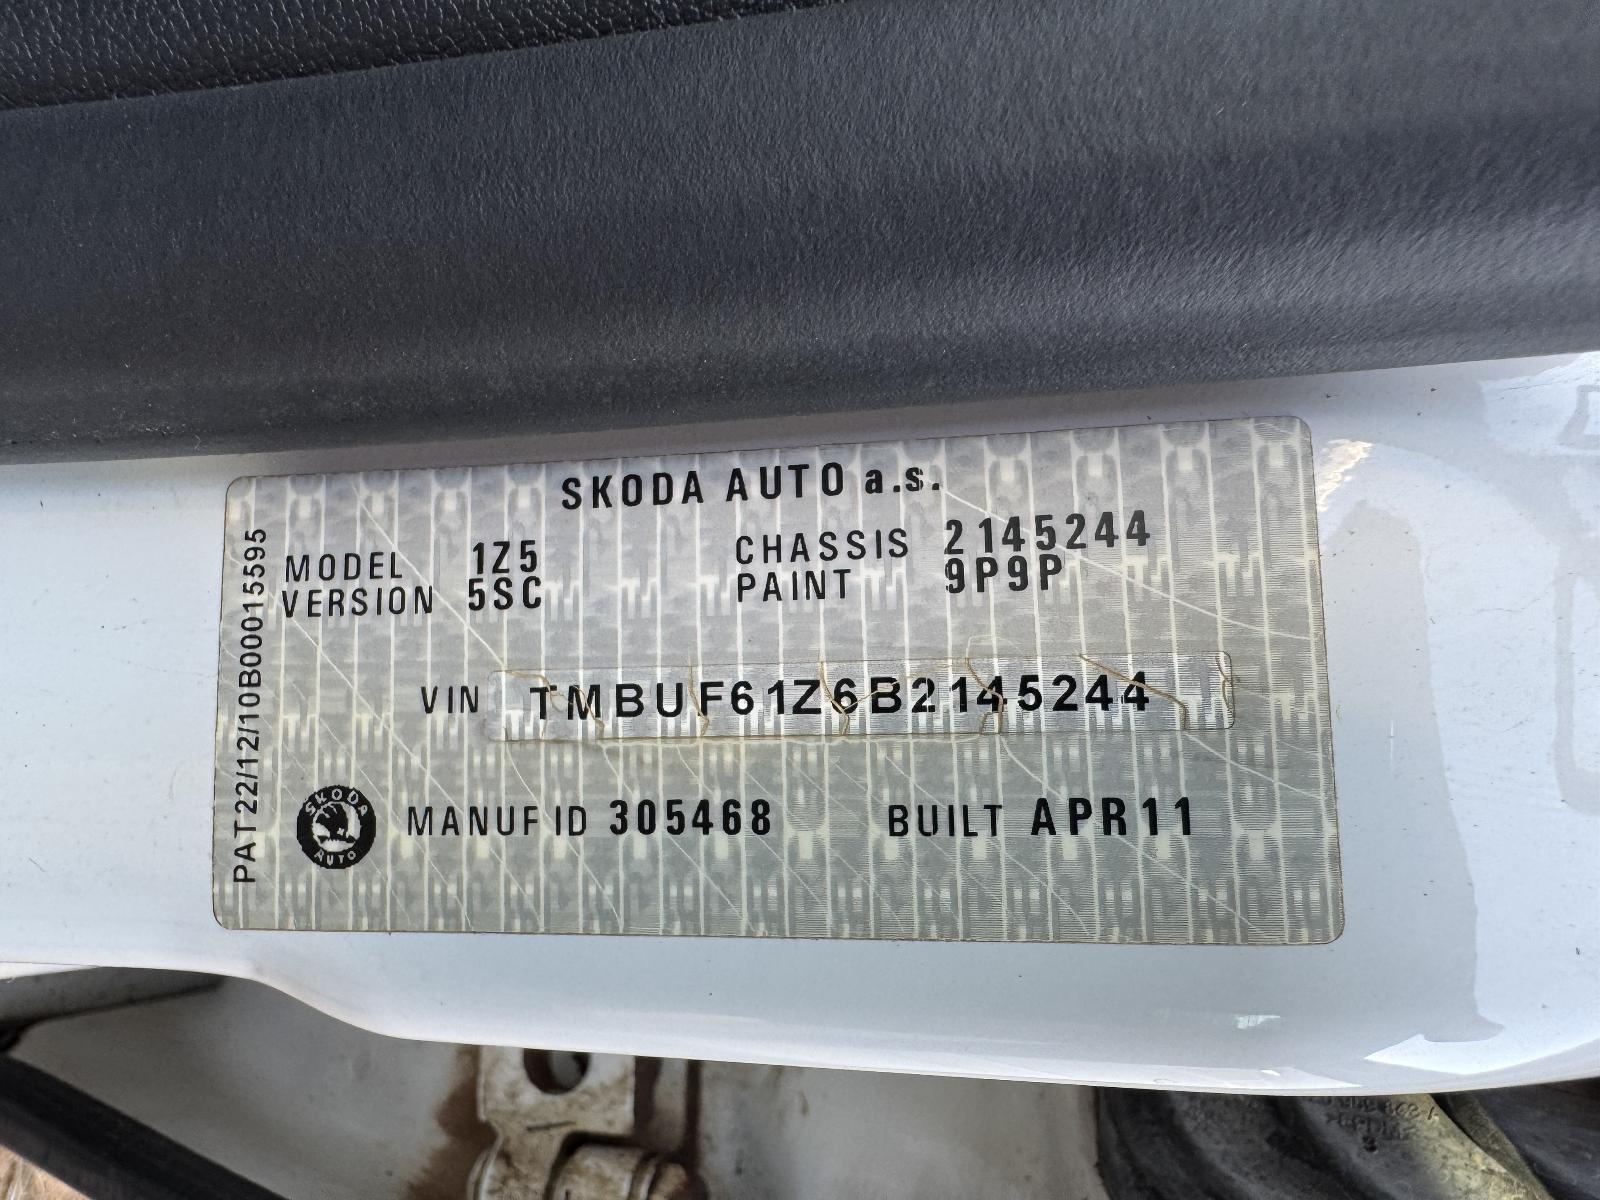 SKODA AUTO a.s.
MODEL 1Z5 CHASSIS 2145244
VERSION 5SC PAINT 9P9P
VIN TMBUF61Z6B2145244
MANUF ID 305468 BUILT APR11
SKODA
AUTO
PAT22/12/10B00015595